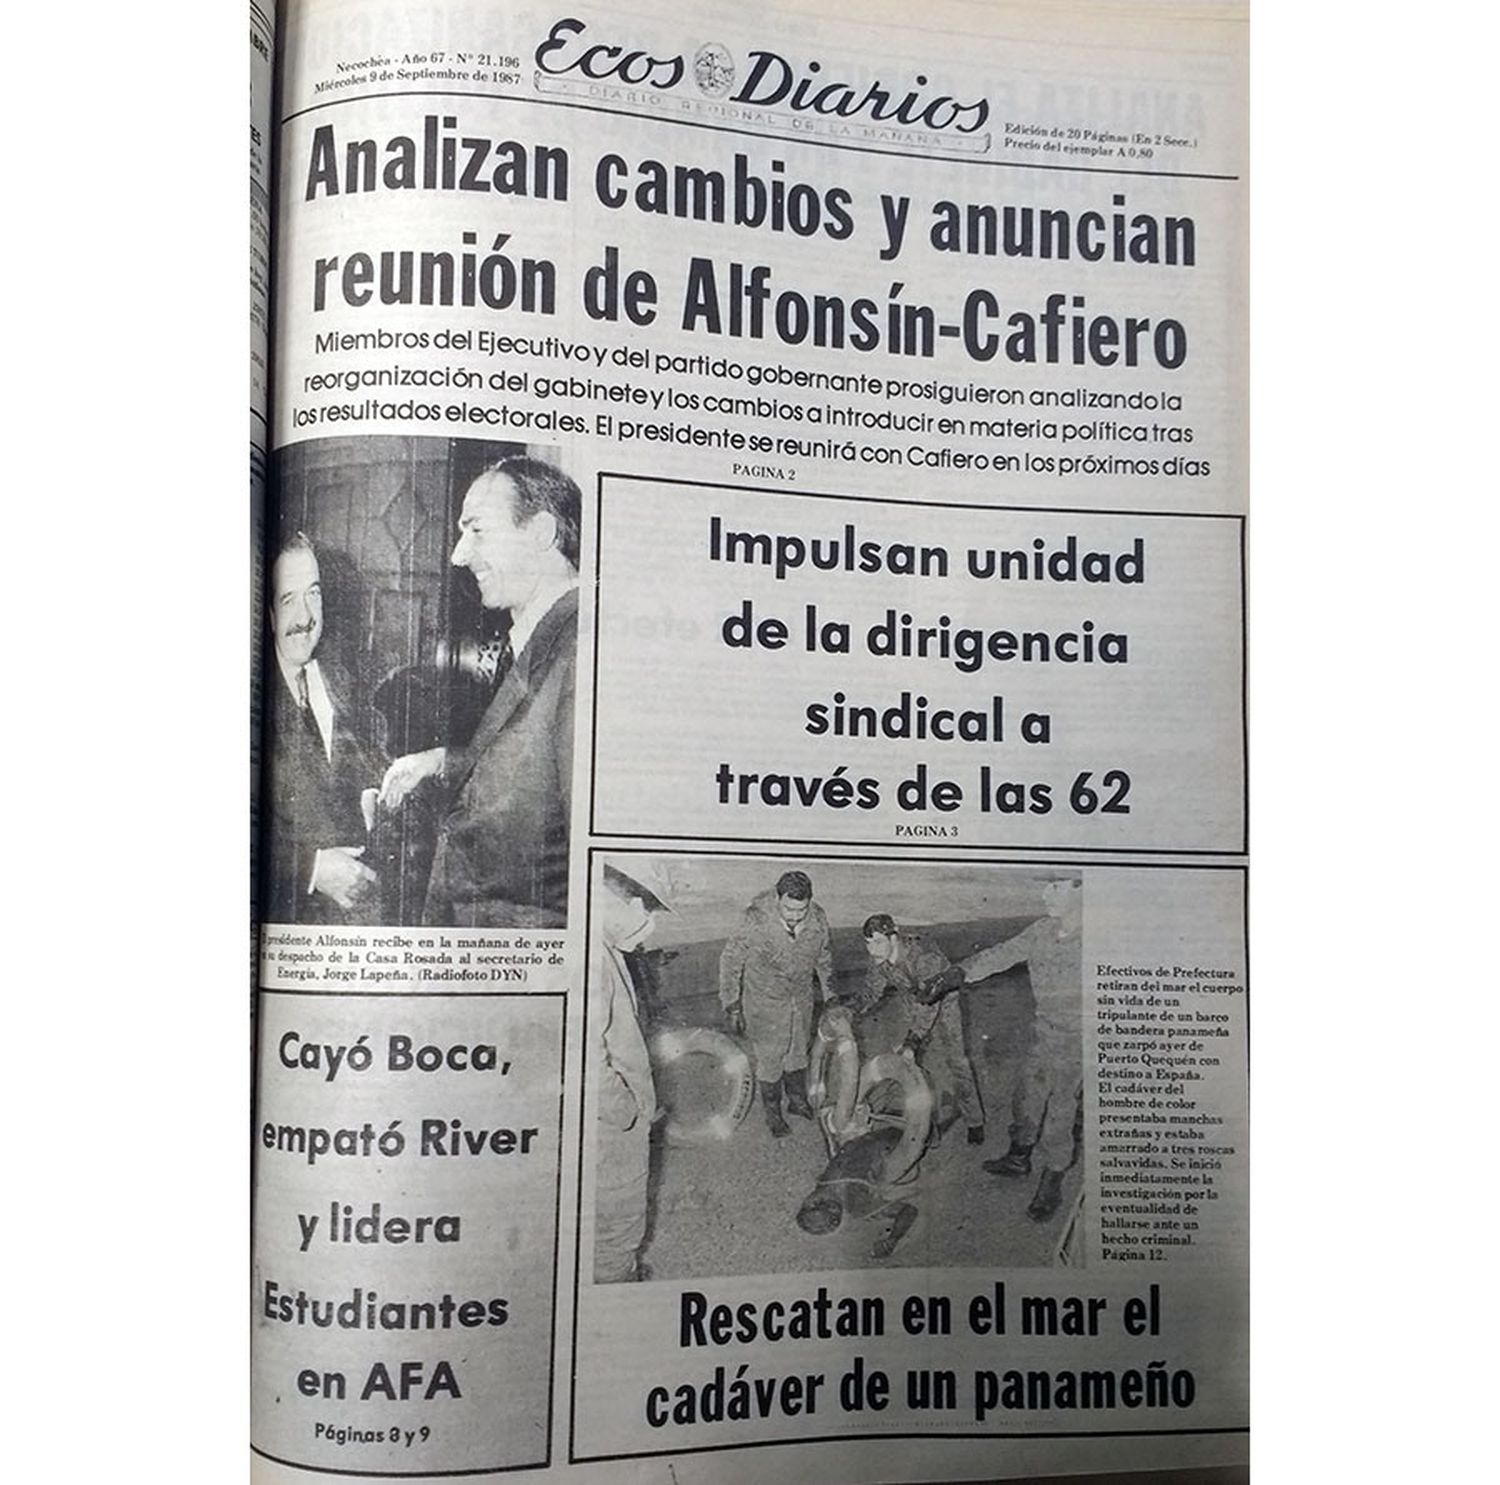 Necochea - Año 67 - N° 21.196
Miércoles 9 de Septiembre de 1987
Ecos Diarios
DIARIO REGIONAL DE LA MAÑANA
Edición de 20 Páginas (En 2 Secc.)
Precio del ejemplar A 0,80
Analizan cambios y anuncian
reunión de Alfonsín-Cafiero
Miembros del Ejecutivo y del partido gobernante prosiguieron analizando la
reorganización del gabinete y los cambios a introducir en materia política tras
los resultados electorales. El presidente se reunirá con Cafiero en los próximos días
PAGINA 2
Impulsan unidad
de la dirigencia
sindical a
través de las 62
PAGINA 3
presidente Alfonsín recibe en la mañana de ayer
su despacho de la Casa Rosada al secretario de
Energía, Jorge Lapeña. (Radiofoto DYN)
Cayó Boca,
empató River
y lidera
Estudiantes
en AFA
Páginas 8 y 9
Efectivos de Prefectura
retiran del mar el cuerpo
sin vida de un
tripulante de un barco
de bandera panameña
que zarpó ayer de
Puerto Quequén con
destino a España.
El cadáver del
hombre de color
presentaba manchas
extrañas y estaba
amarrado a tres roscas
salvavidas. Se inició
inmediatamente la
investigación por la
eventualidad de
hallarse ante un
hecho criminal.
Página 12.
Rescatan en el mar el
cadáver de un panameño